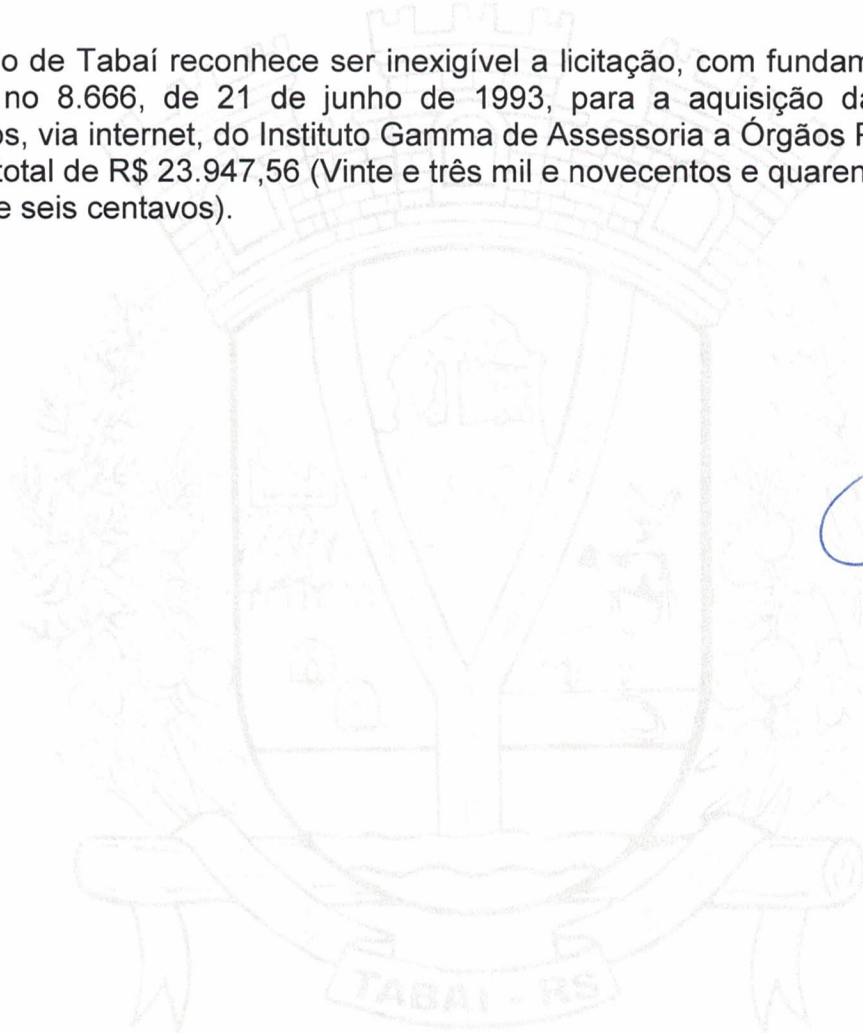 o de Tabaí reconhece ser inexigível a licitação, com fundam
no 8.666, de 21 de junho de 1993, para a aquisição da
os, via internet, do Instituto Gamma de Assessoria a Órgãos P
total de R$ 23.947,56 (Vinte e três mil e novecentos e quaren
e seis centavos).
TABAI - RS